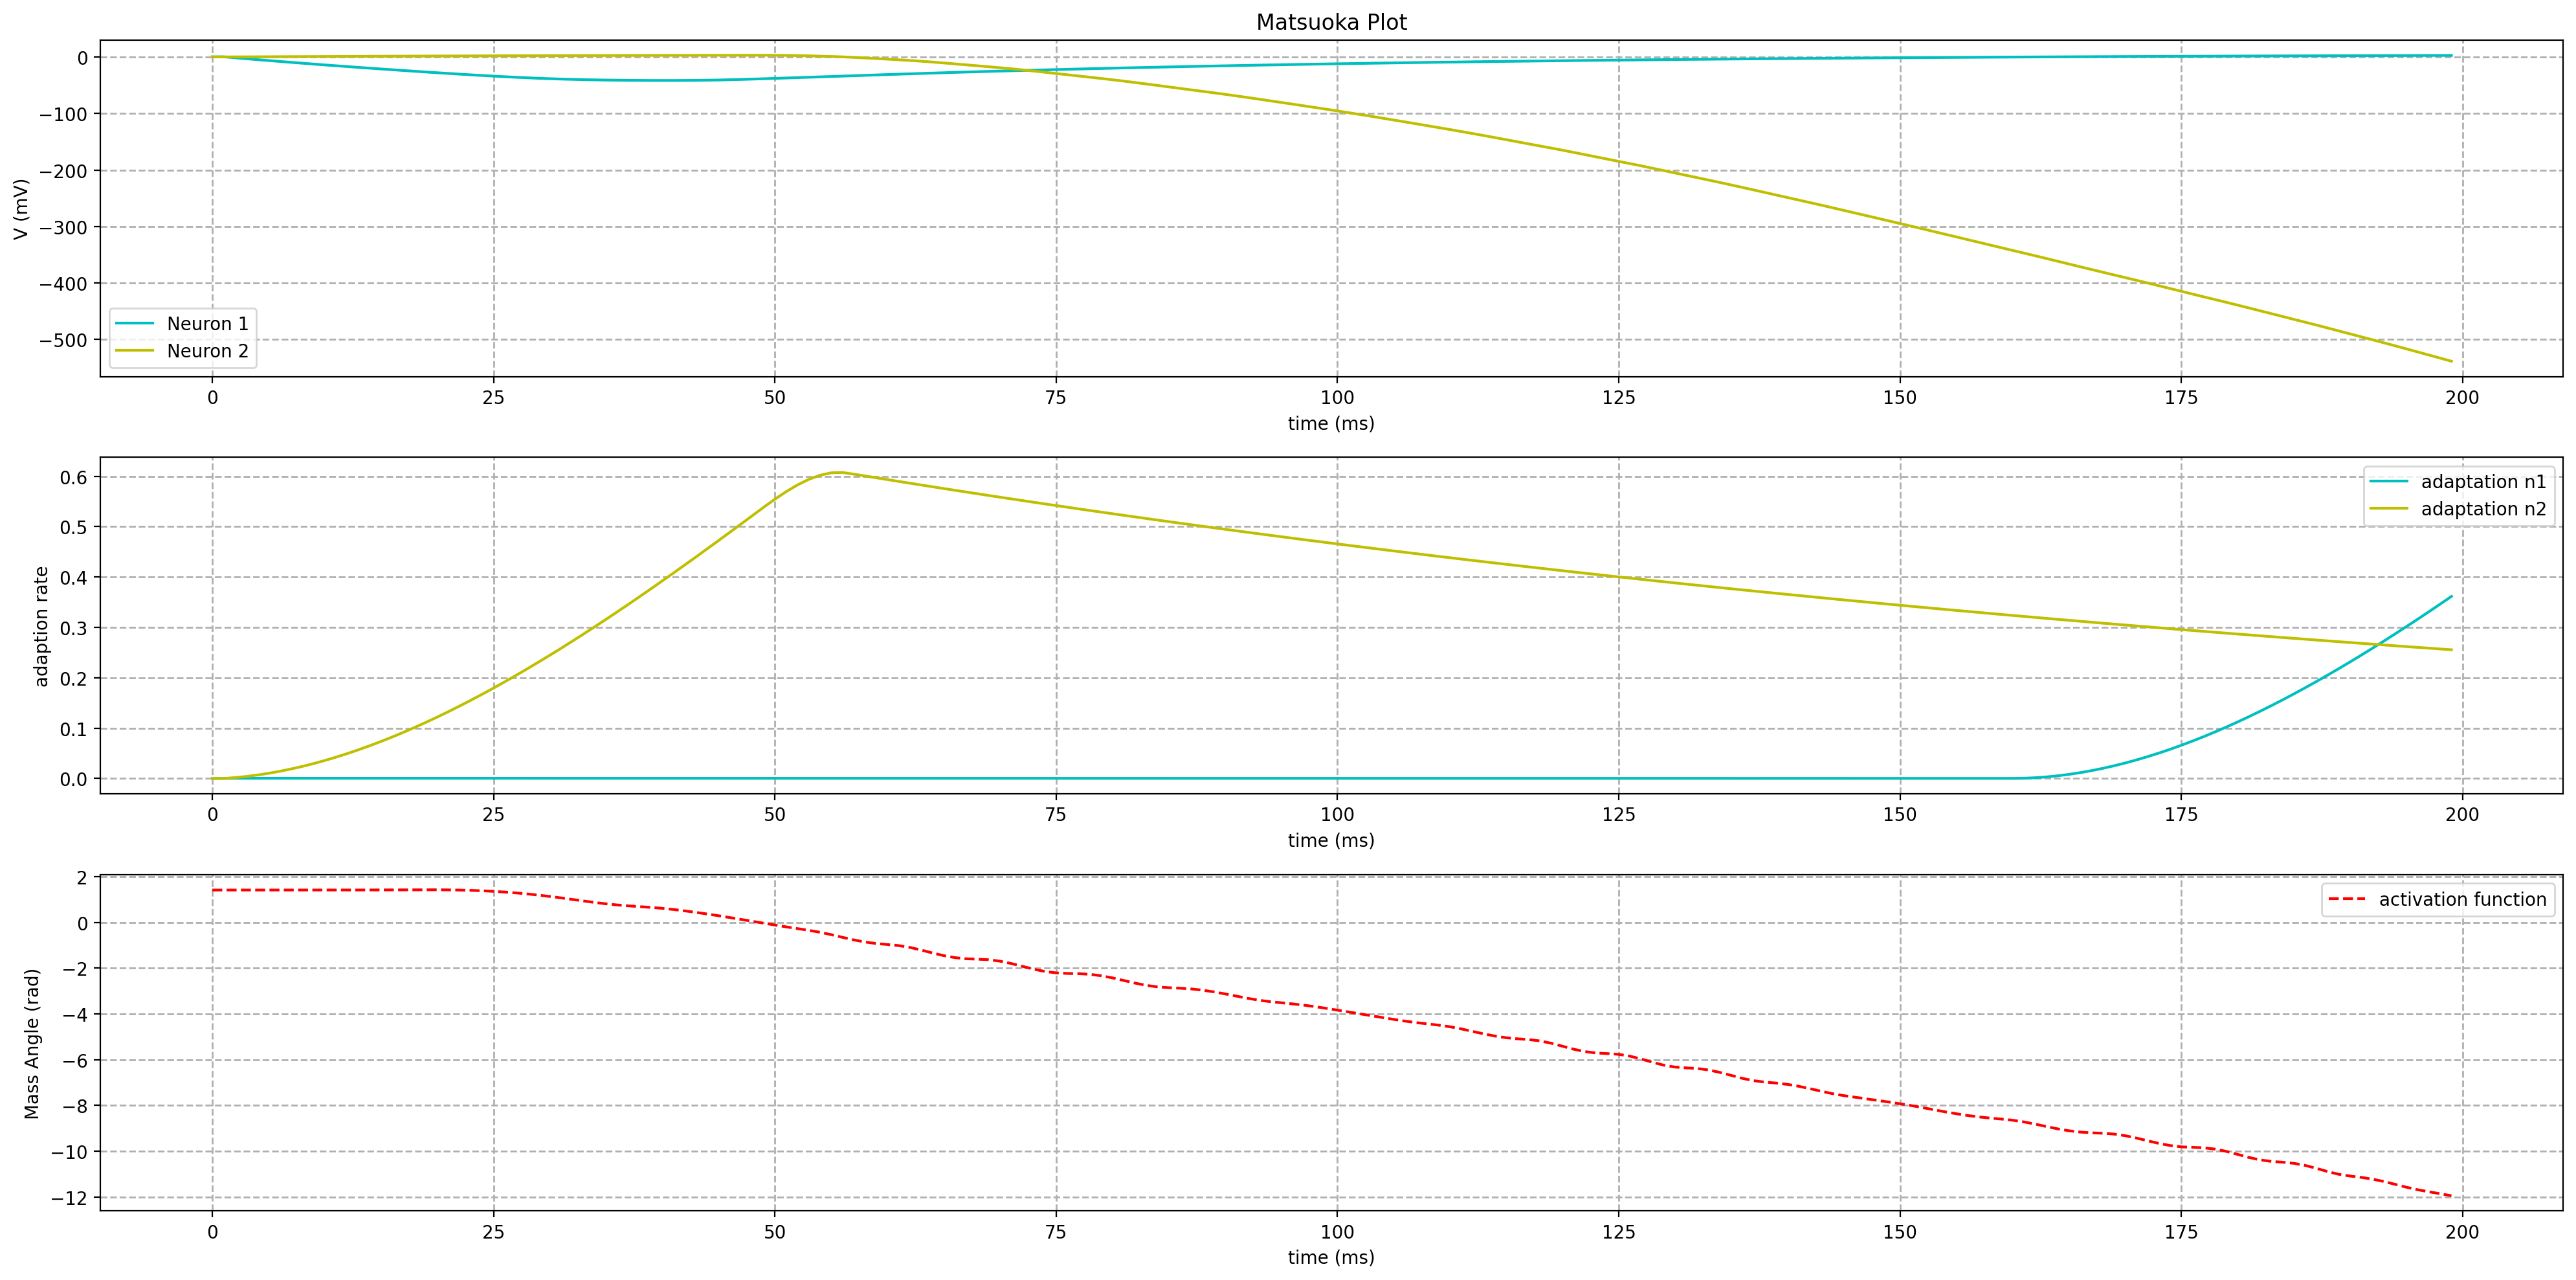 Matsuoka Plot
0
−100
−200
−300
−400
−500
V (mV)
Neuron 1
Neuron 2
0 25 50 75 100 125 150 175 200
time (ms)
0.6
0.5
0.4
0.3
0.2
0.1
0.0
adaption rate
adaptation n1
adaptation n2
0 25 50 75 100 125 150 175 200
time (ms)
2
0
−2
−4
−6
−8
−10
−12
Mass Angle (rad)
activation function
0 25 50 75 100 125 150 175 200
time (ms)